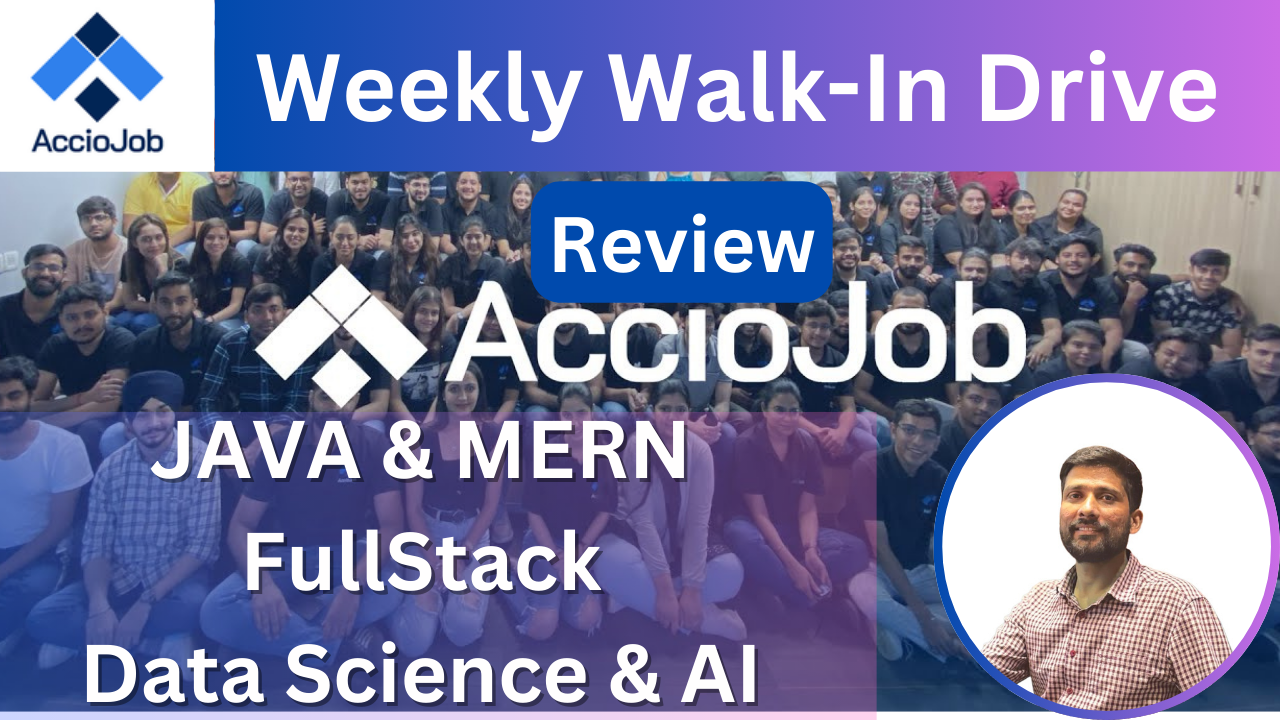 AccioJob
Weekly Walk-In Drive
Review
AccioJob
JAVA & MERN
FullStack
Data Science & AI